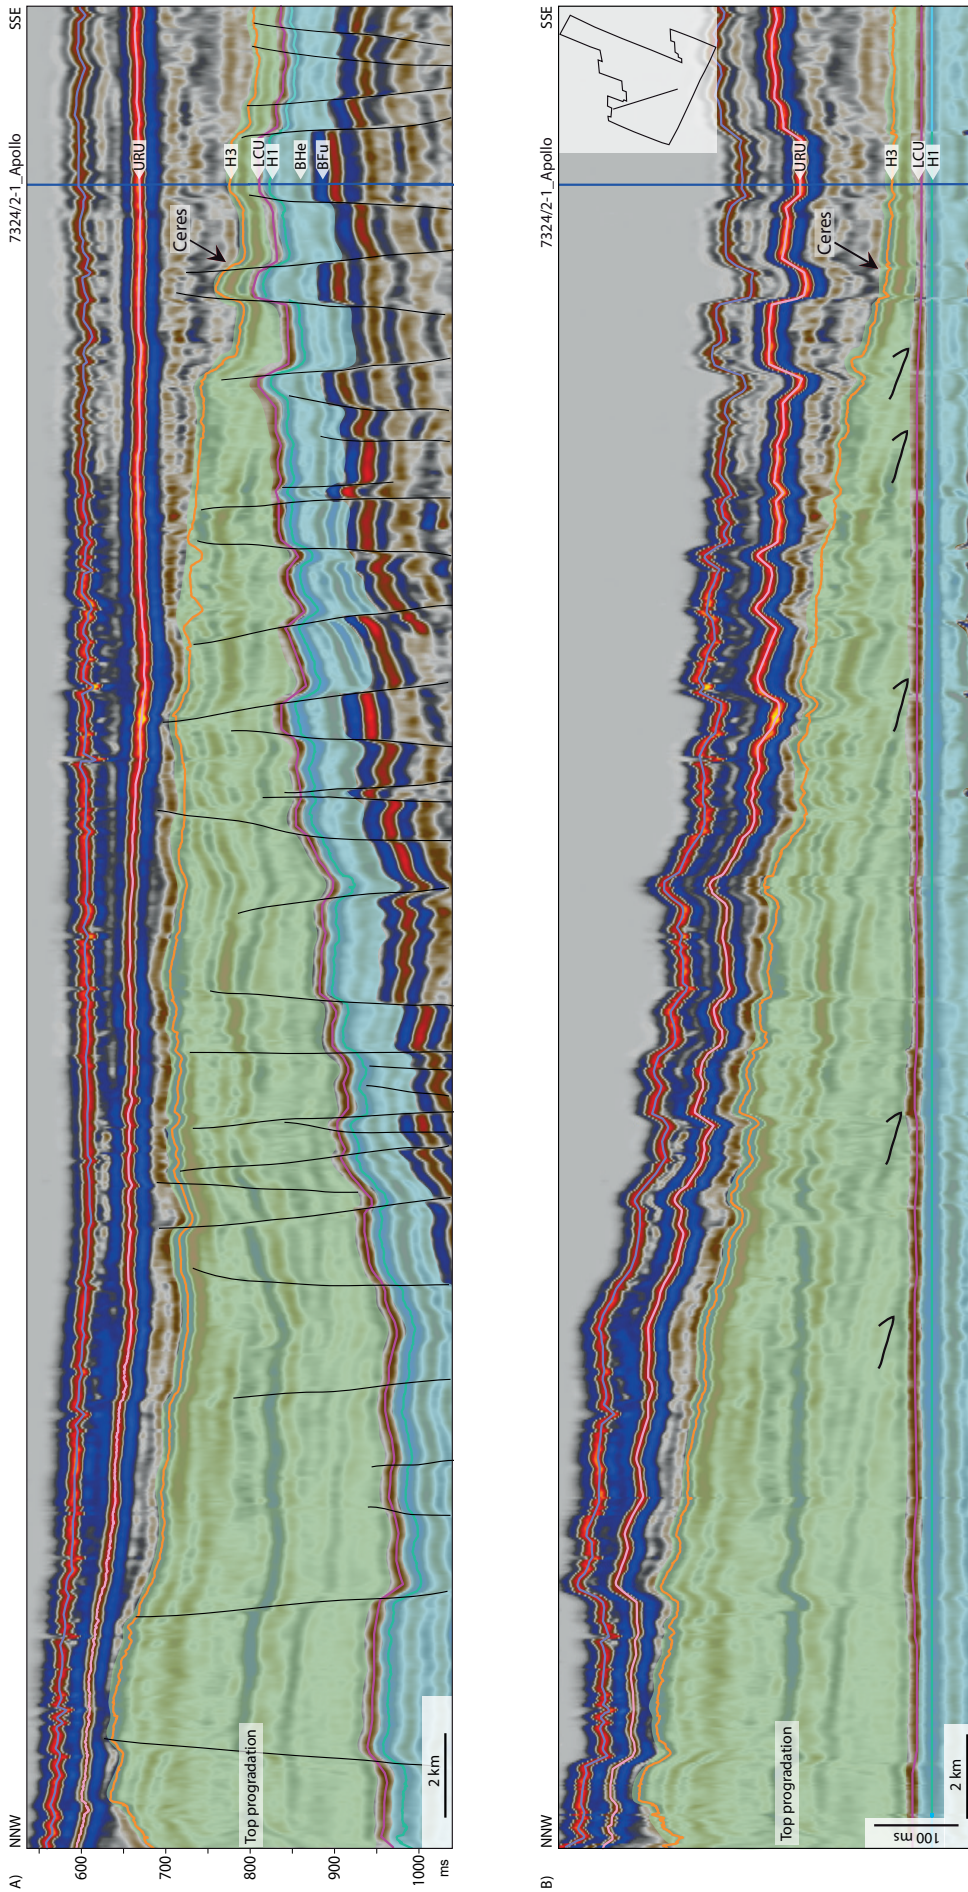 A)
NNW
7324/2-1_Apollo
SSE
600
700
800
900
1000
ms
Ceres
URU
H3
LCU
H1
BHe
BFu
Top progradation
2 km
B)
NNW
7324/2-1_Apollo
SSE
Ceres
URU
H3
LCU
H1
Top progradation
100 ms
2 km